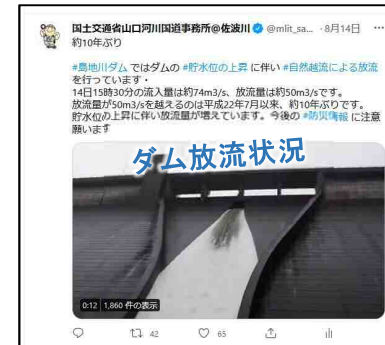 国土交通省山口河川国道事務所@佐波川 @mlit_sa... ・8月14日 …
約10年ぶり
#島地川ダム ではダムの #貯水位の上昇 に伴い #自然越流による放流
を行っています・
14日15時30分の流入量は約74m3/s、放流量は約50m3/sです。
放流量が50m3/sを越えるのは平成22年7月以来、約10年ぶりです。
貯水位の上昇に伴い放流量が増えています。今後の #防災情報 に注意
願います
ダム放流状況
0:12 1,860 件の表示
42 65